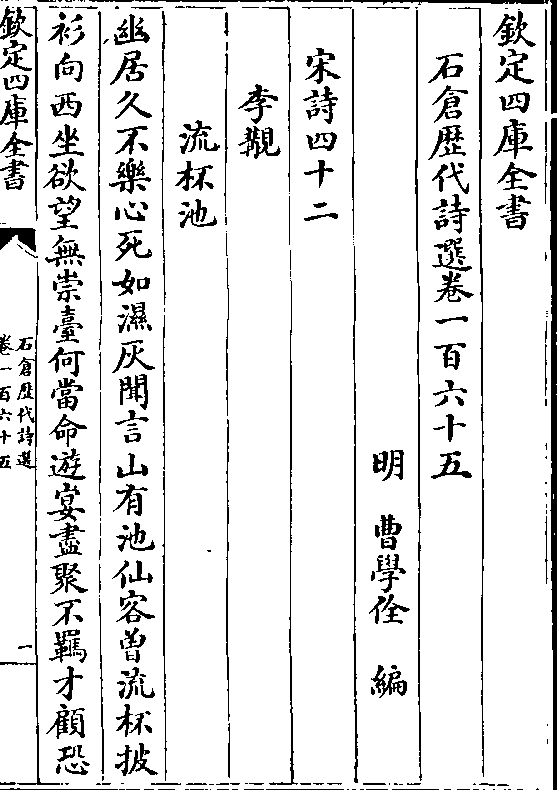 欽定四庫全書
石倉歴代詩選卷一百六十五
明　曹學佺　編
宋詩四十二
李覯
流杯池
幽居久不樂心死如濕灰聞言山有池仙客曽流杯披
衫向西坐欲望無崇臺何當命遊宴盡聚不羈才顧恐
欽定四庫全書
石倉歴代詩選
卷一百六十五
一